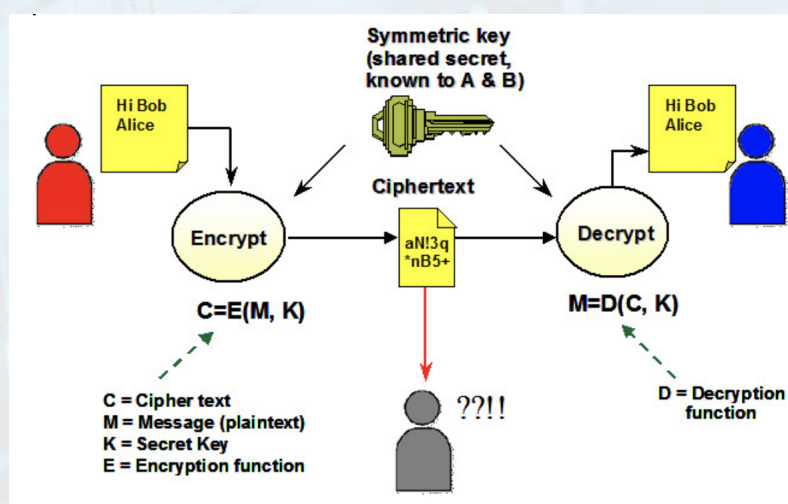 Symmetric key
(shared secret,
known to A & B)
Hi Bob
Alice
Hi Bob
Alice
Ciphertext
Encrypt
aN!3q
*nB5+
Decrypt
C=E(M, K)
M=D(C, K)
C = Cipher text
M = Message (plaintext)
K = Secret Key
E = Encryption function
??!!
D = Decryption
function